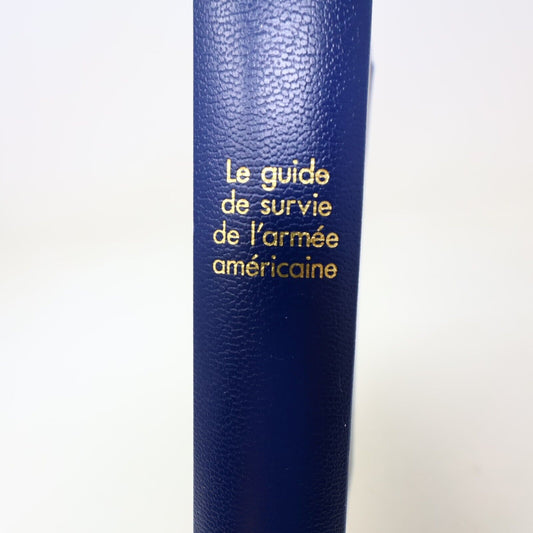 Le guide
de survie
de l'armée
américaine